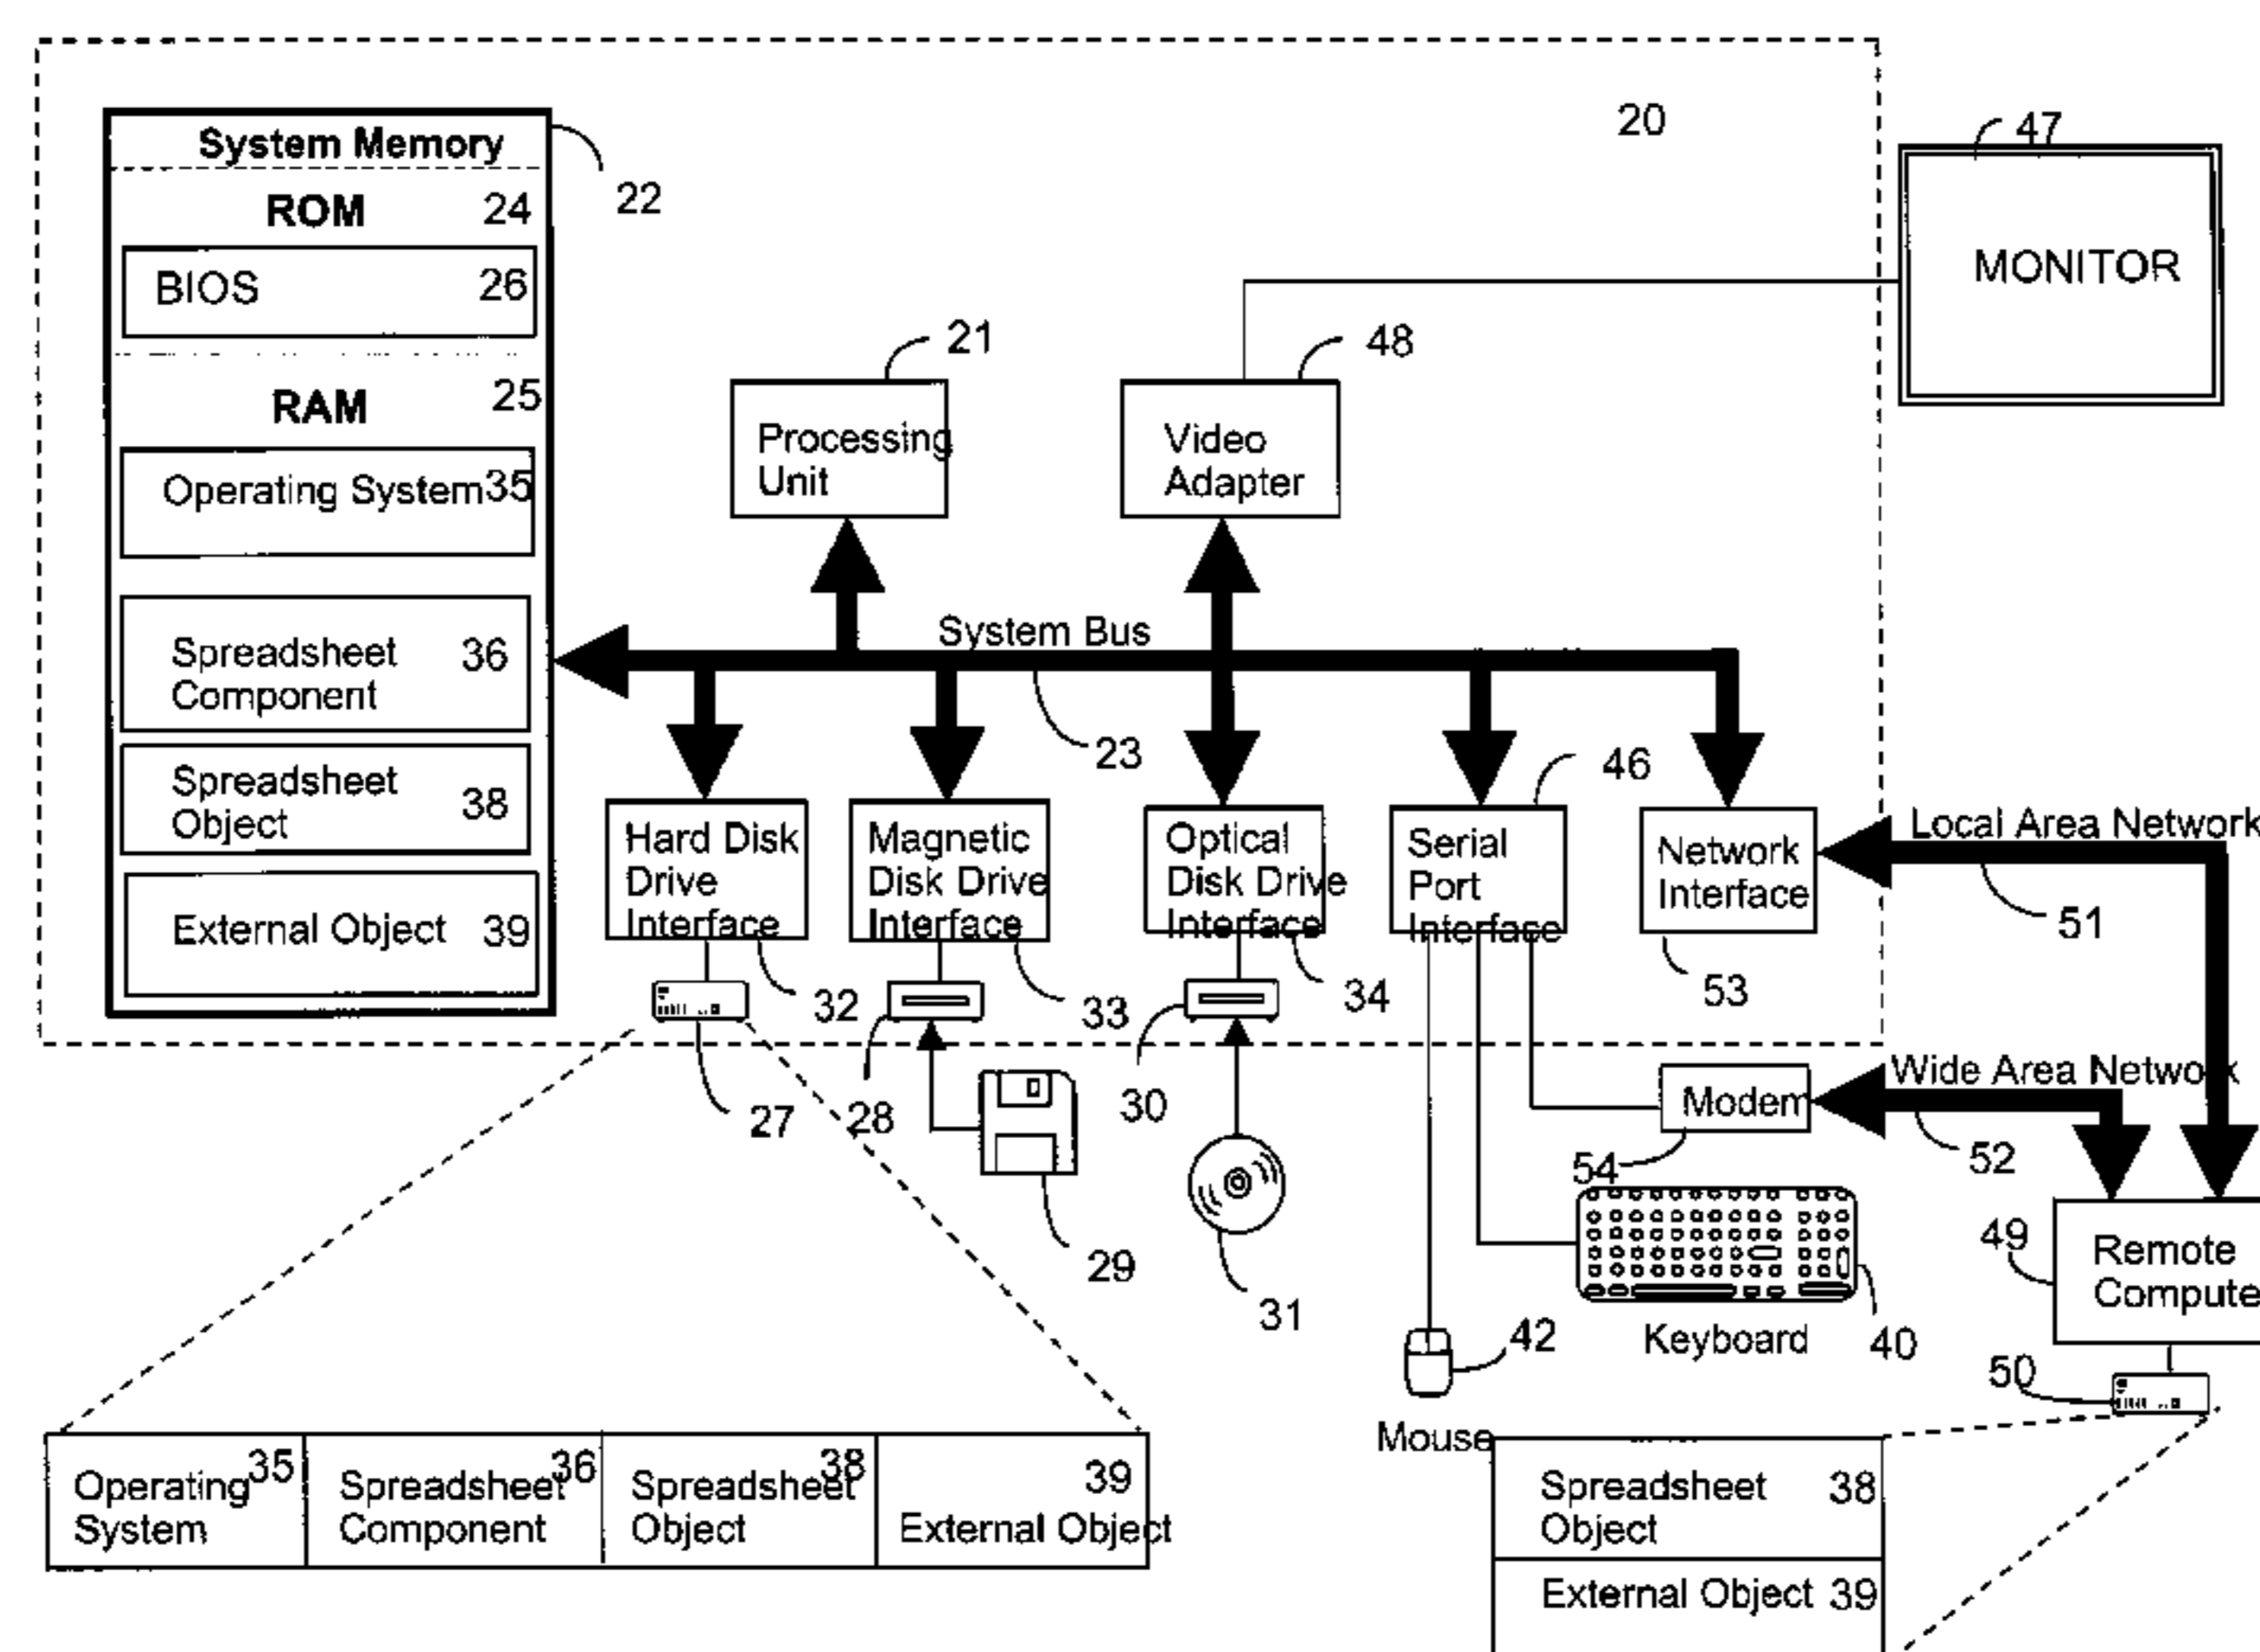 20
47
System Memory
22
ROM 24
BIOS 26
MONITOR
RAM 25
Operating System 35
Spreadsheet 36
Component
Spreadsheet
Object 38
External Object 39
21
Processing
Unit
48
Video
Adapter
System Bus
23
Hard Disk
Drive
Interface
32
27
Magnetic
Disk Drive
Interface
33
28
29
Optical
Disk Drive
Interface
34
30
31
46
Serial
Port
Interface
Network
Interface
53
Local Area Network
51
Wide Area Network
52
Modem
54
Keyboard
40
42
Mouse
49
Remote
Compute
50
Operating 35
System
Spreadsheet 36
Component
Spreadsheet 38
Object
39
External Object
Spreadsheet 38
Object
External Object 39